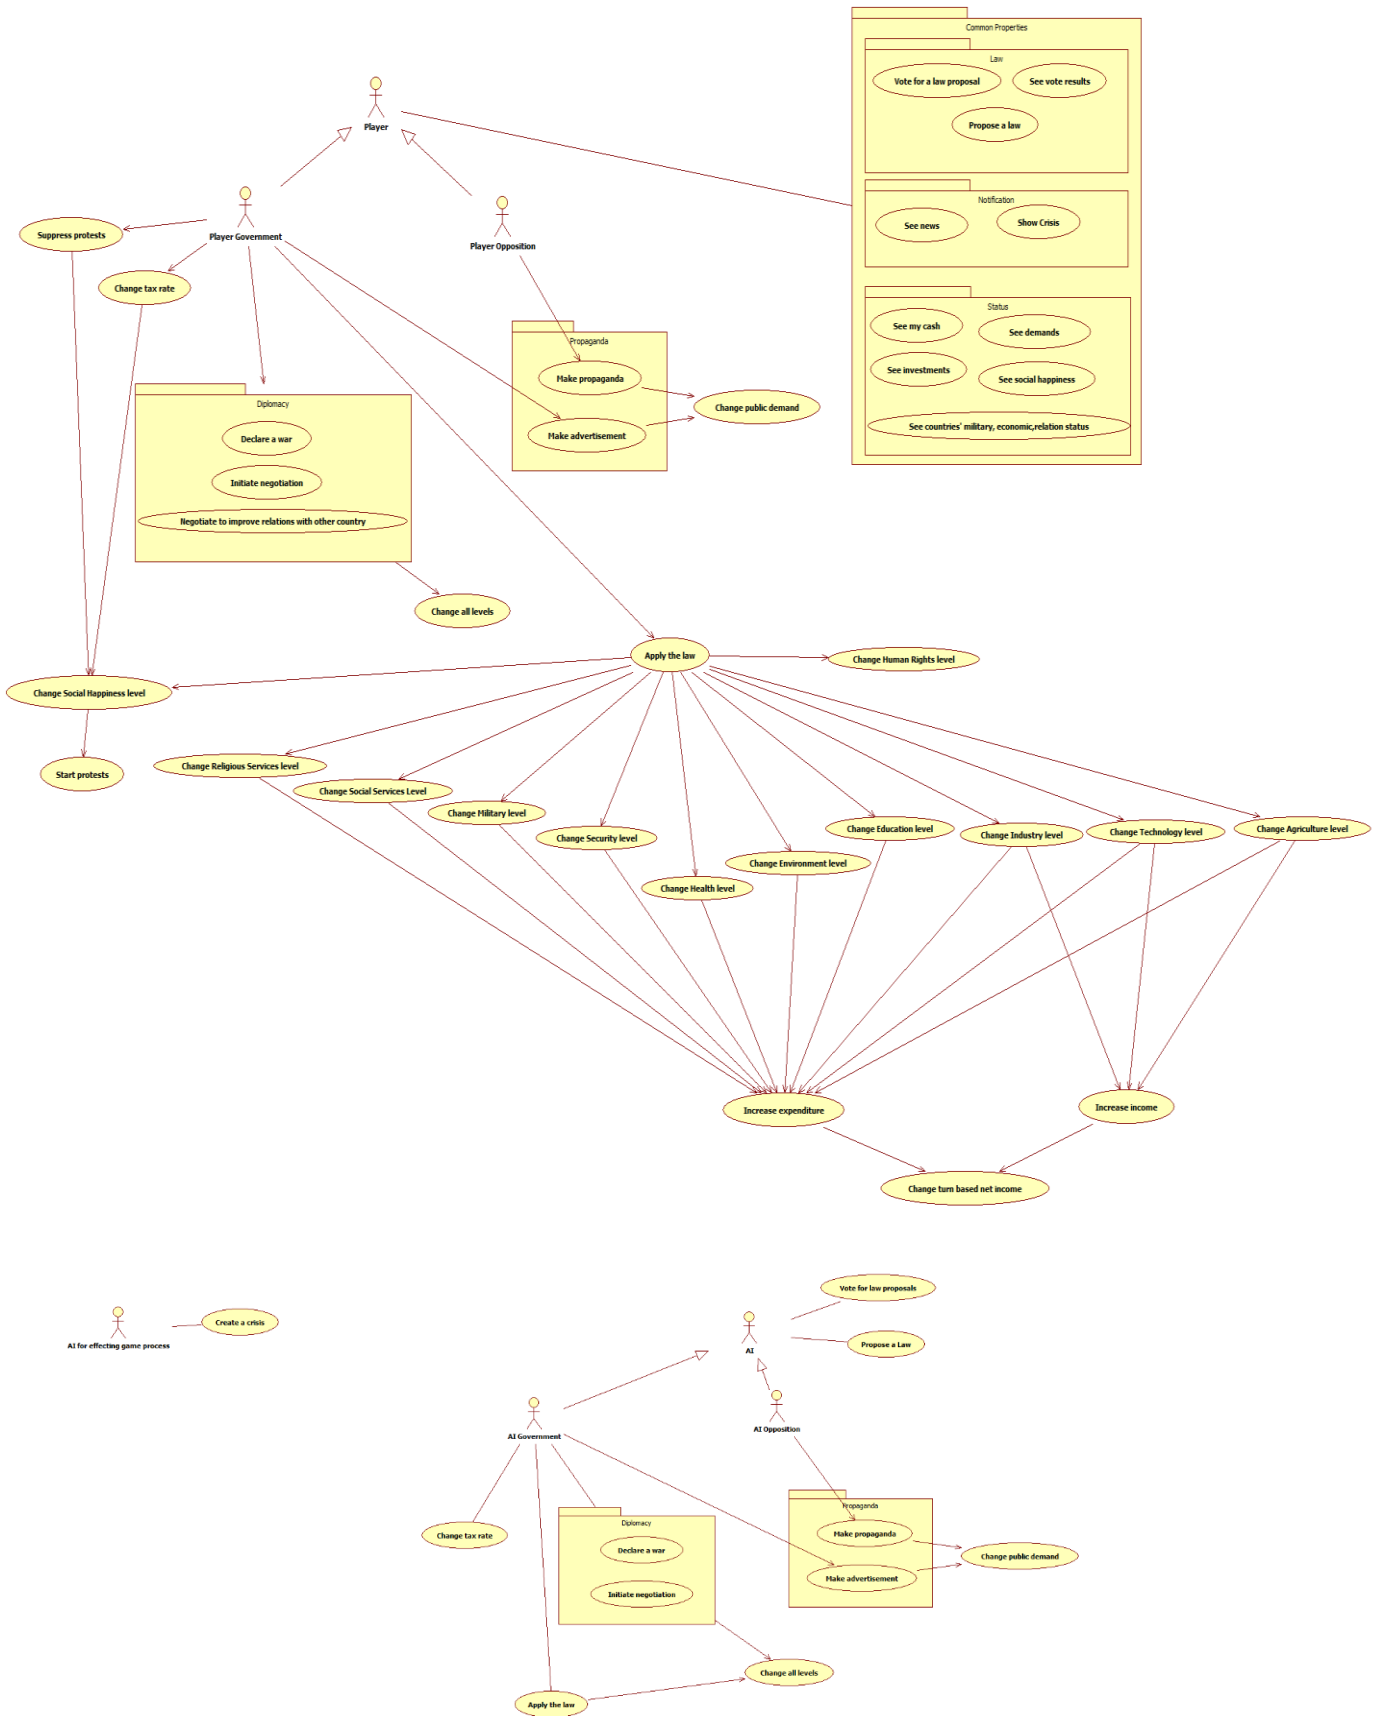 Common Properties
Law
Vote for a law proposal
See vote results
Propose a law
Player
Notification
See news
Show Crisis
Player Government
Player Opposition
Suppress protests
Change tax rate
Status
See my cash
See demands
See investments
See social happiness
See countries' military, economic,relation status
Propaganda
Make propaganda
Make advertisement
Change public demand
Diplomacy
Declare a war
Initiate negotiation
Negotiate to improve relations with other country
Change all levels
Apply the law
Change Human Rights level
Change Social Happiness level
Start protests
Change Religious Services level
Change Social Services Level
Change Military level
Change Security level
Change Health level
Change Environment level
Change Education level
Change Industry level
Change Technology level
Change Agriculture level
Increase expenditure
Increase income
Change turn based net income
AI for effecting game process
Create a crisis
Vote for law proposals
AI
Propose a Law
AI Government
AI Opposition
Change tax rate
Diplomacy
Declare a war
Initiate negotiation
Propaganda
Make propaganda
Make advertisement
Change public demand
Change all levels
Apply the law